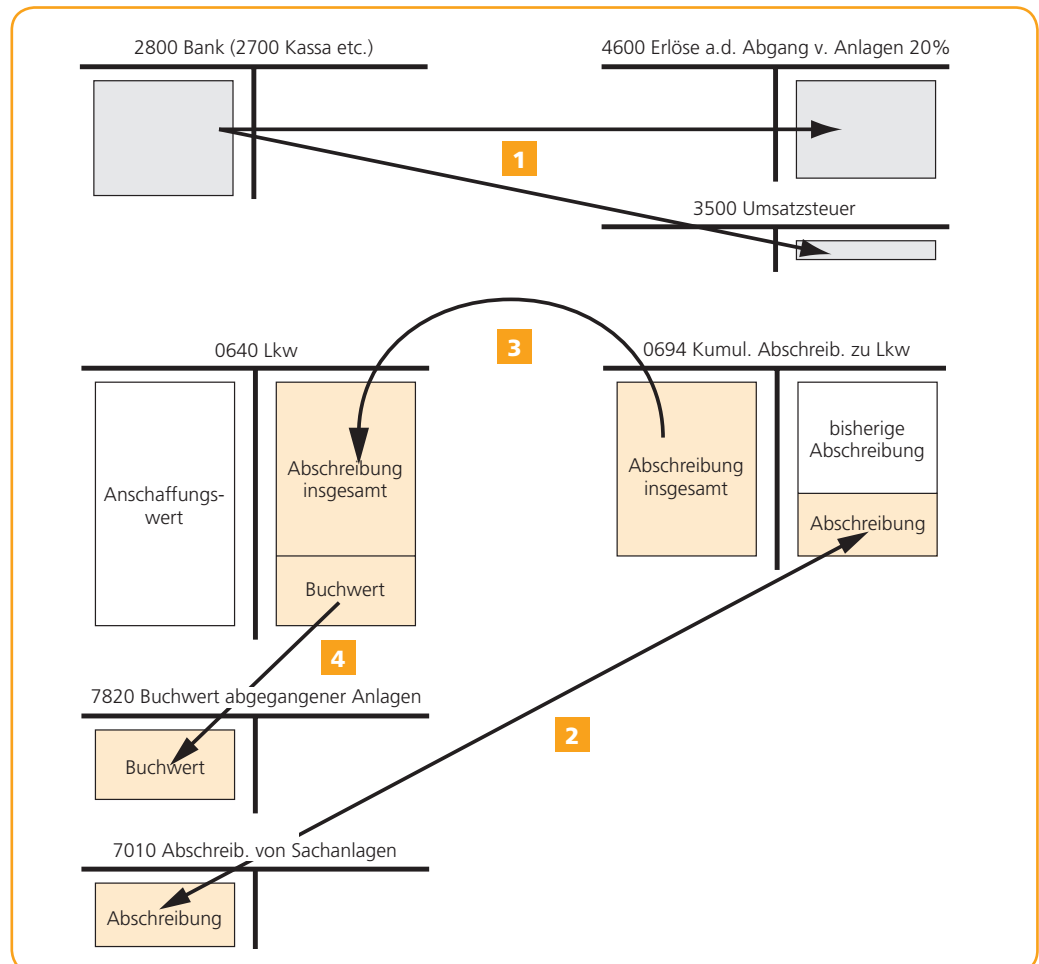 2800 Bank (2700 Kassa etc.)
4600 Erlöse a.d. Abgang v. Anlagen 20%
1
3500 Umsatzsteuer
3
0640 Lkw
0694 Kumul. Abschreib. zu Lkw
Anschaffungs-
wert
Abschreibung
insgesamt
Buchwert
Abschreibung
insgesamt
bisherige
Abschreibung
Abschreibung
4
7820 Buchwert abgegangener Anlagen
2
Buchwert
7010 Abschreib. von Sachanlagen
Abschreibung